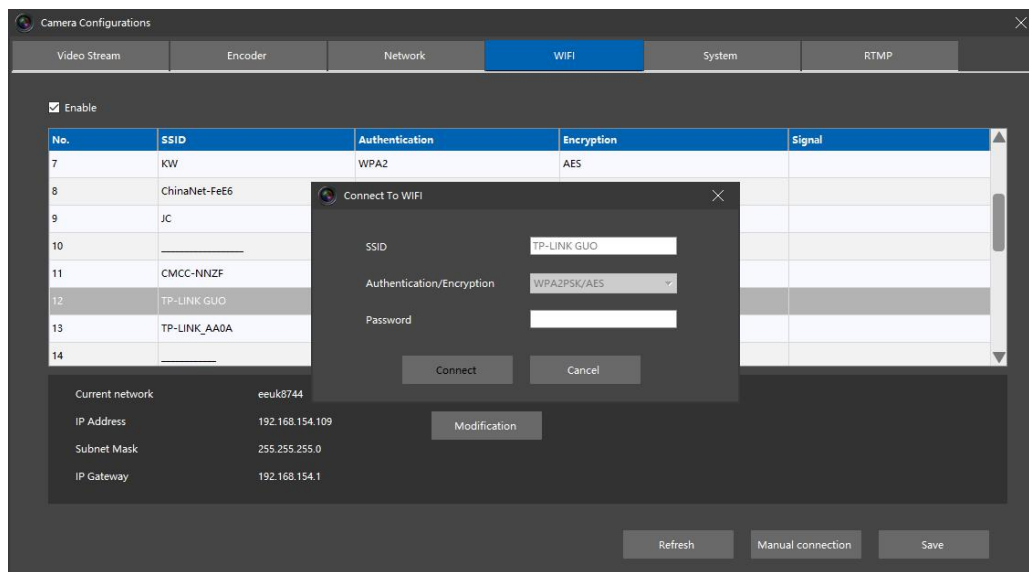 Camera Configurations
Video Stream Encoder Network WIFI System RTMP
Enable
No. SSID Authentication Encryption Signal
7 KW WPA2 AES
8 ChinaNet-FeE6
9 JC
10 _________________
11 CMCC-NNZF
12 TP-LINK GUO
13 TP-LINK_AA0A
14 ___________
Connect To WIFI
SSID TP-LINK GUO
Authentication/Encryption WPA2PSK/AES
Password
Connect Cancel
Current network eeuk8744
IP Address 192.168.154.109
Modification
Subnet Mask 255.255.255.0
IP Gateway 192.168.154.1
Refresh Manual connection Save